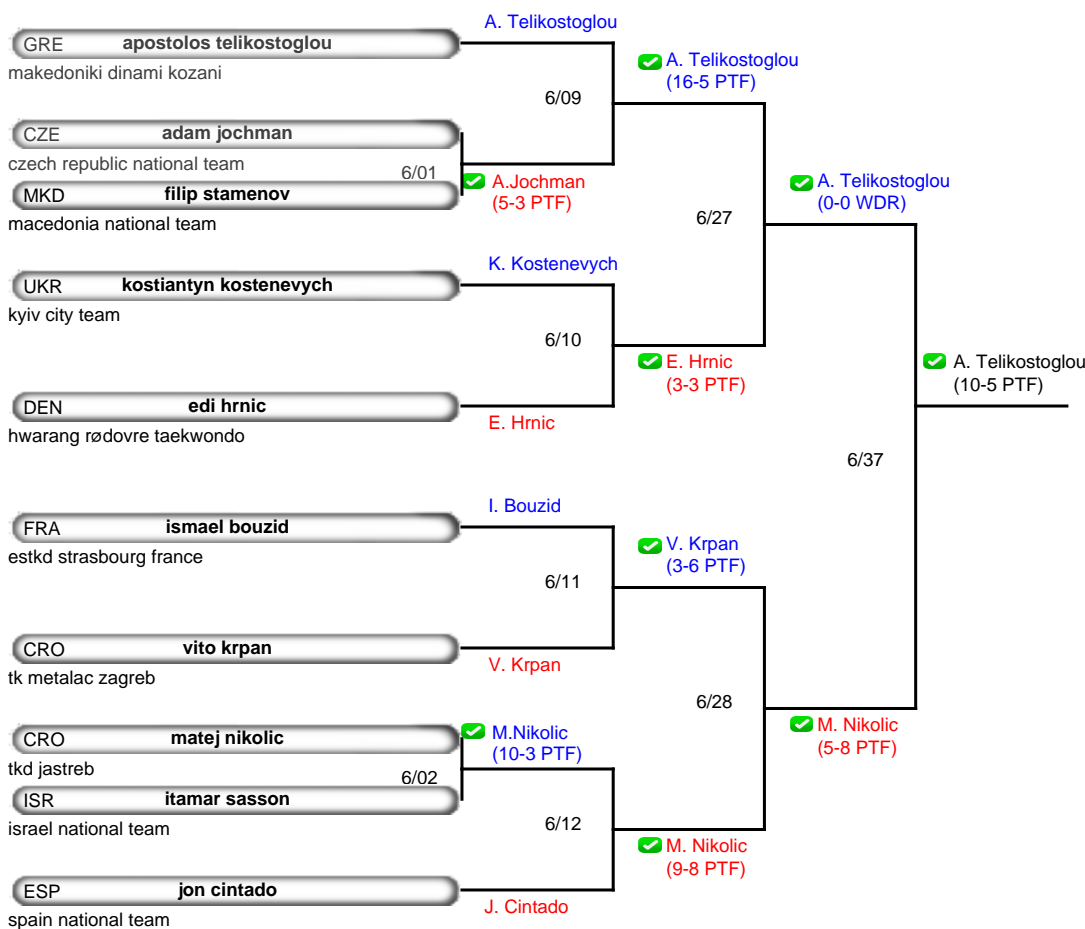 A. Telikostoglou
GRE apostolos telikostoglou
makedoniki dinami kozani
A. Telikostoglou
(16-5 PTF)
6/09
CZE adam jochman
czech republic national team
6/01
A.Jochman
(5-3 PTF)
MKD filip stamenov
macedonia national team
A. Telikostoglou
(0-0 WDR)
6/27
K. Kostenevych
UKR kostiantyn kostenevych
kyiv city team
6/10
E. Hrnic
(3-3 PTF)
A. Telikostoglou
(10-5 PTF)
DEN edi hrnic
E. Hrnic
hwarang rødovre taekwondo
6/37
I. Bouzid
FRA ismael bouzid
estkd strasbourg france
V. Krpan
(3-6 PTF)
6/11
CRO vito krpan
V. Krpan
tk metalac zagreb
6/28
M. Nikolic
(5-8 PTF)
CRO matej nikolic
M.Nikolic
(10-3 PTF)
tkd jastreb
6/02
ISR itamar sasson
israel national team
6/12
M. Nikolic
(9-8 PTF)
ESP jon cintado
J. Cintado
spain national team